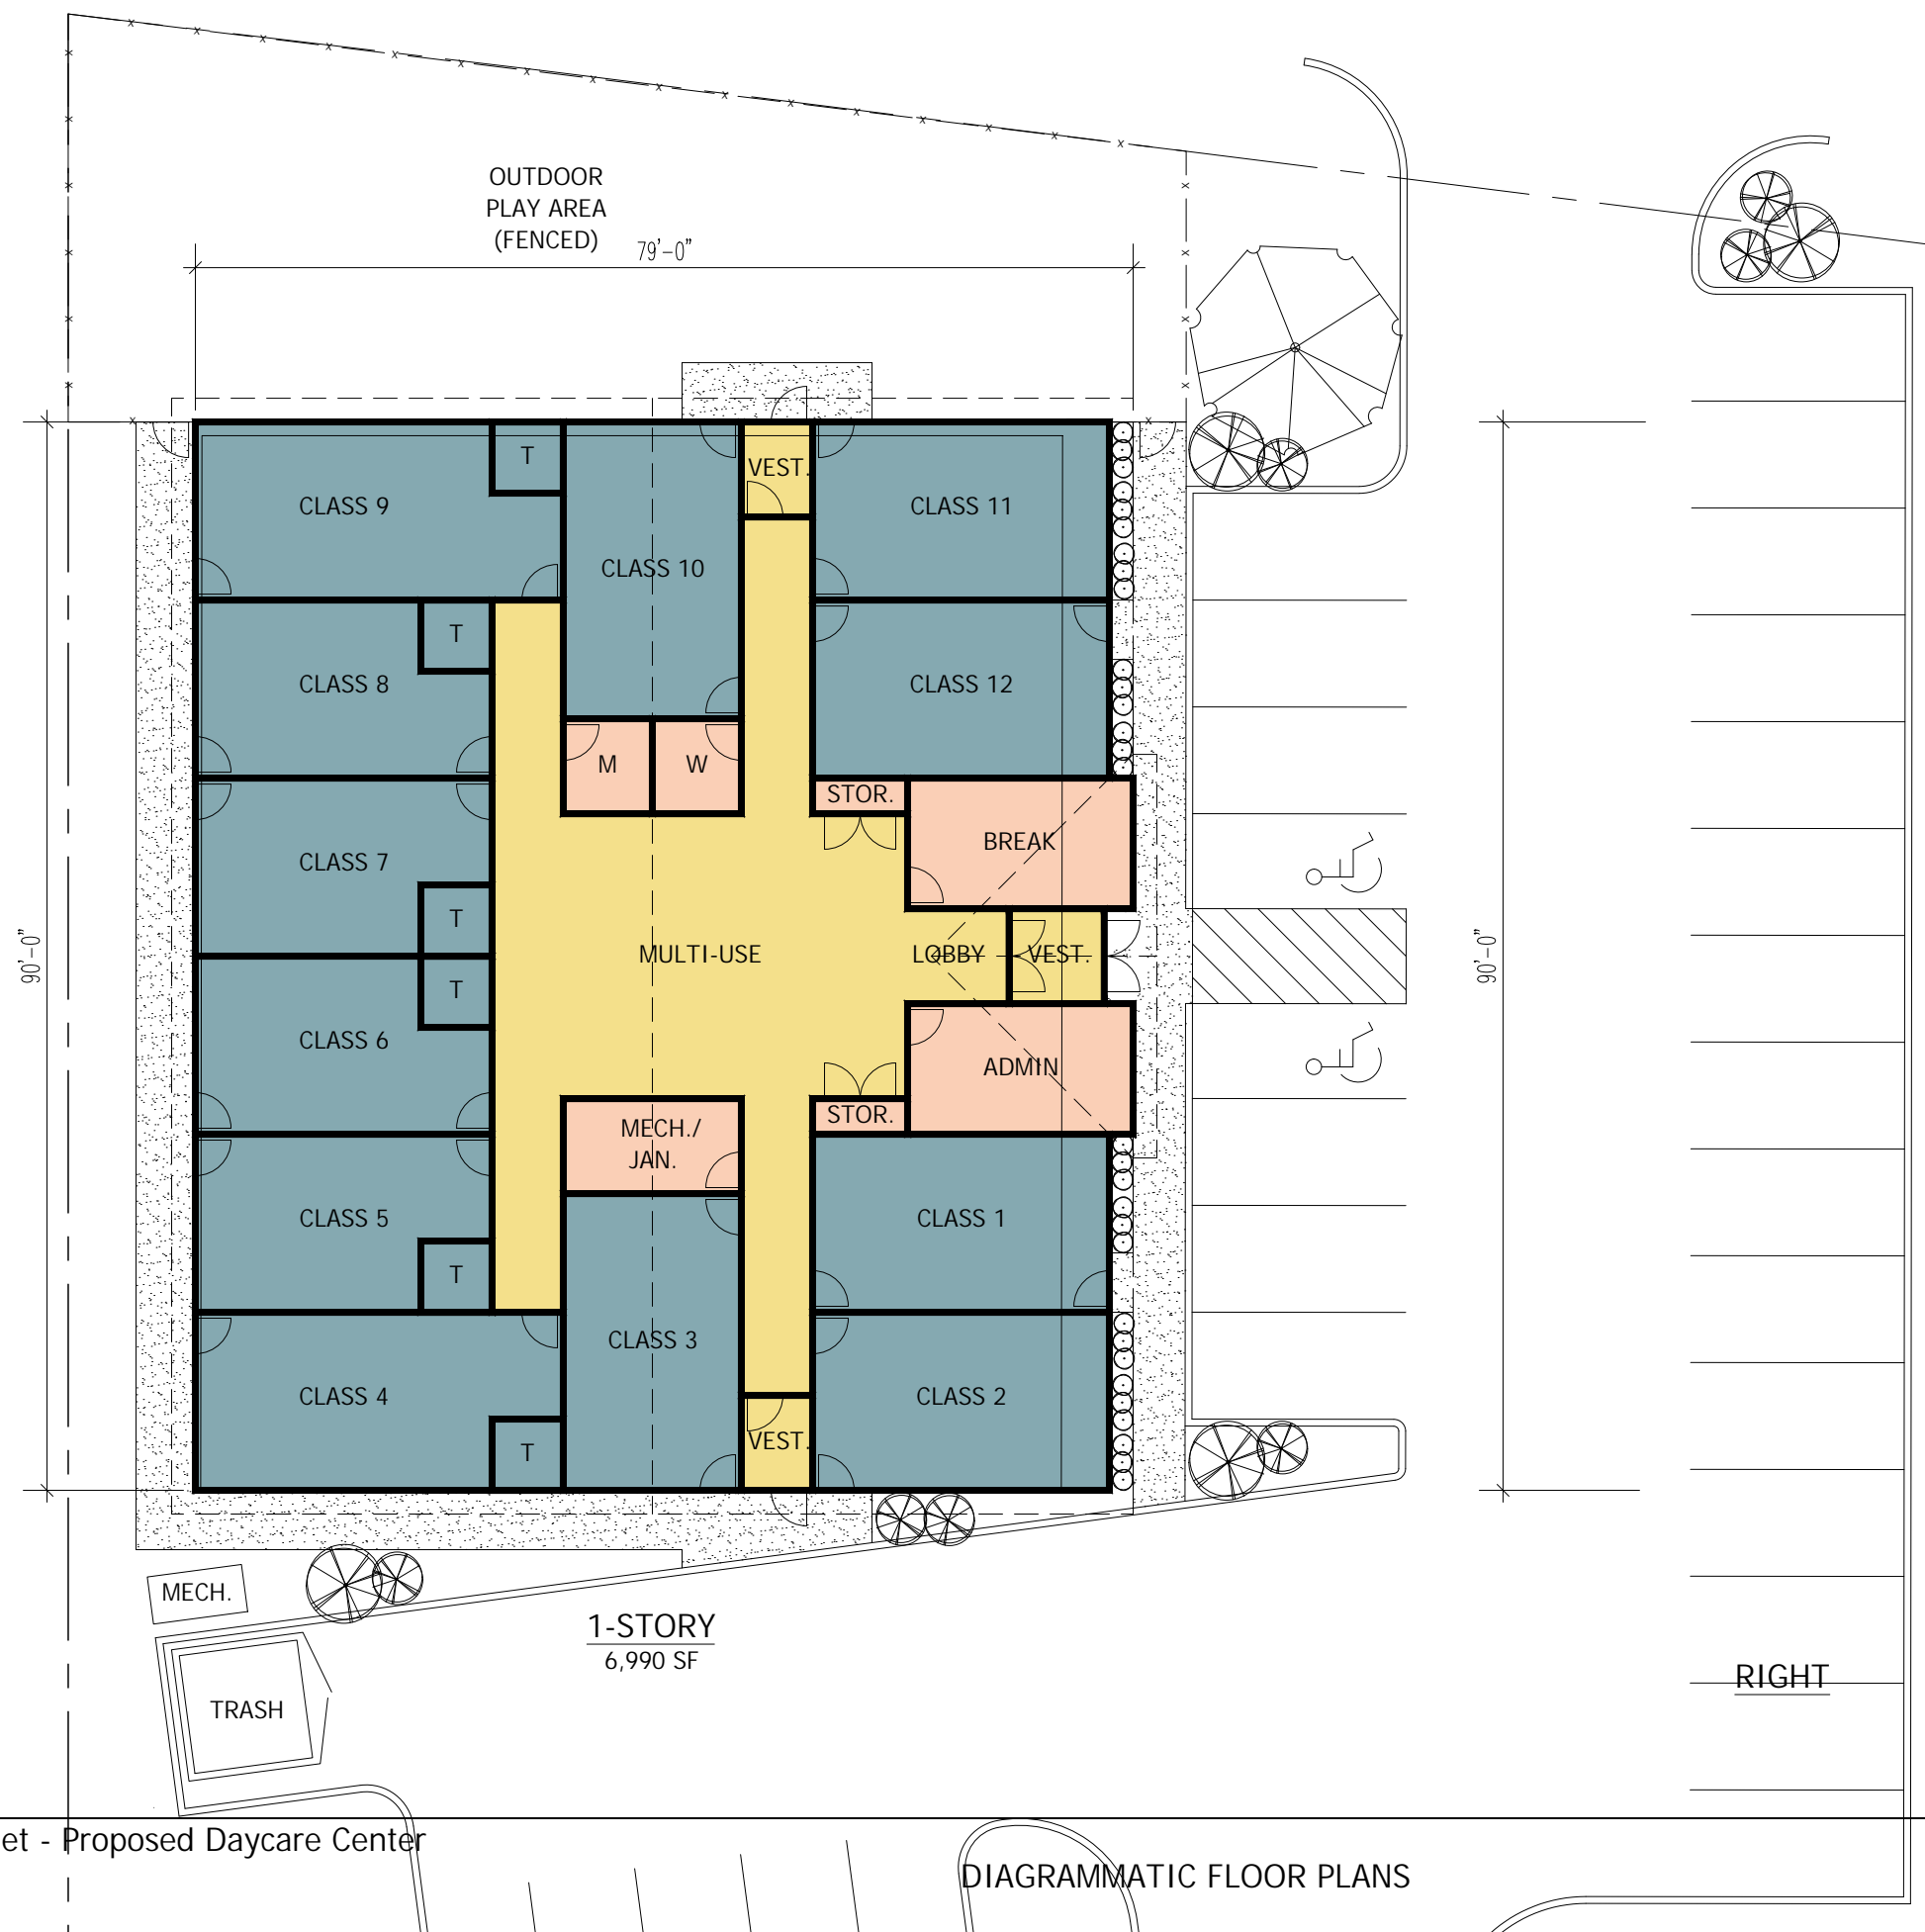 OUTDOOR
PLAY AREA
(FENCED)
79'-0"
T
VEST.
CLASS 9
CLASS 11
CLASS 10
T
CLASS 8
CLASS 12
M
W
STOR.
BREAK
CLASS 7
T
90'-0"
MULTI-USE
LOBBY
VEST.
90'-0"
T
CLASS 6
ADMIN
STOR.
MECH./
JAN.
CLASS 5
CLASS 1
T
CLASS 3
CLASS 4
CLASS 2
T
VEST.
MECH.
1-STORY
6,990 SF
TRASH
RIGHT
et - Proposed Daycare Center
DIAGRAMMATIC FLOOR PLANS